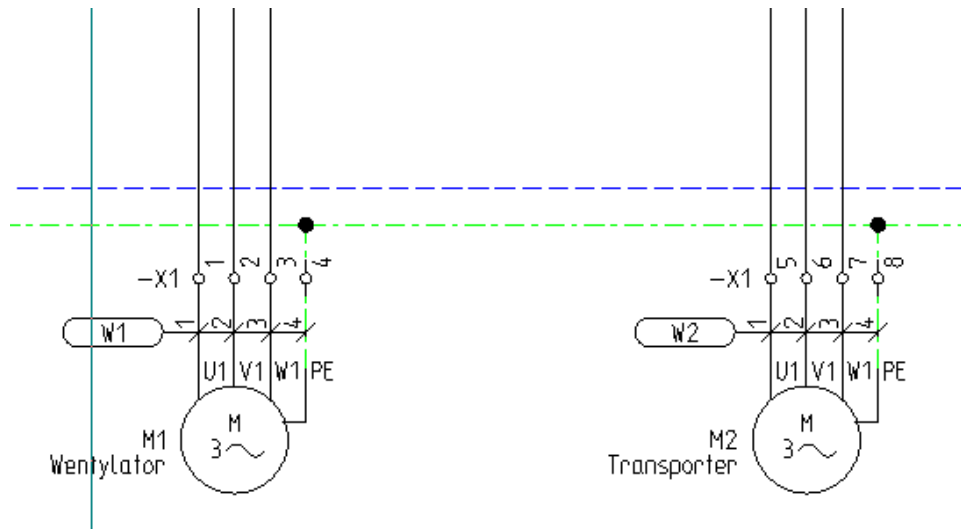 1 2 3 4
-X1
5 6 7 8
-X1
W1
1 2 3 4
W2
1 2 3 4
U1 V1 W1 PE
U1 V1 W1 PE
M
3
M1
Wentylator
M
3
M2
Transporter